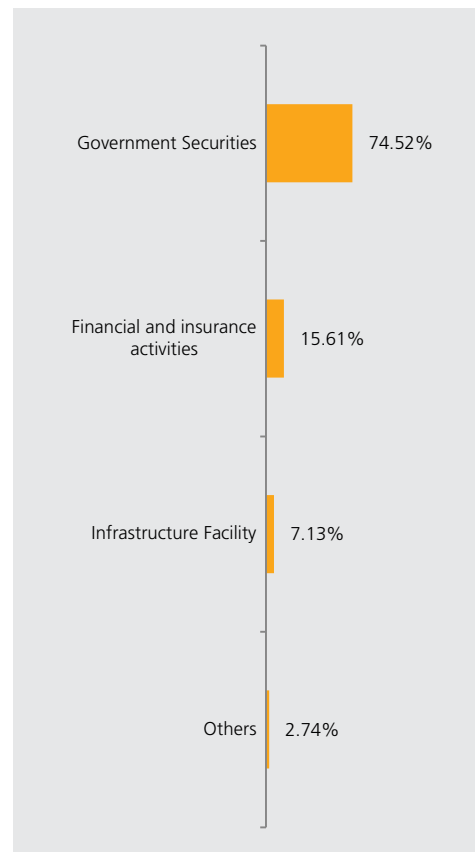 Government Securities
74.52%
Financial and insurance
activities
15.61%
Infrastructure Facility
7.13%
Others
2.74%